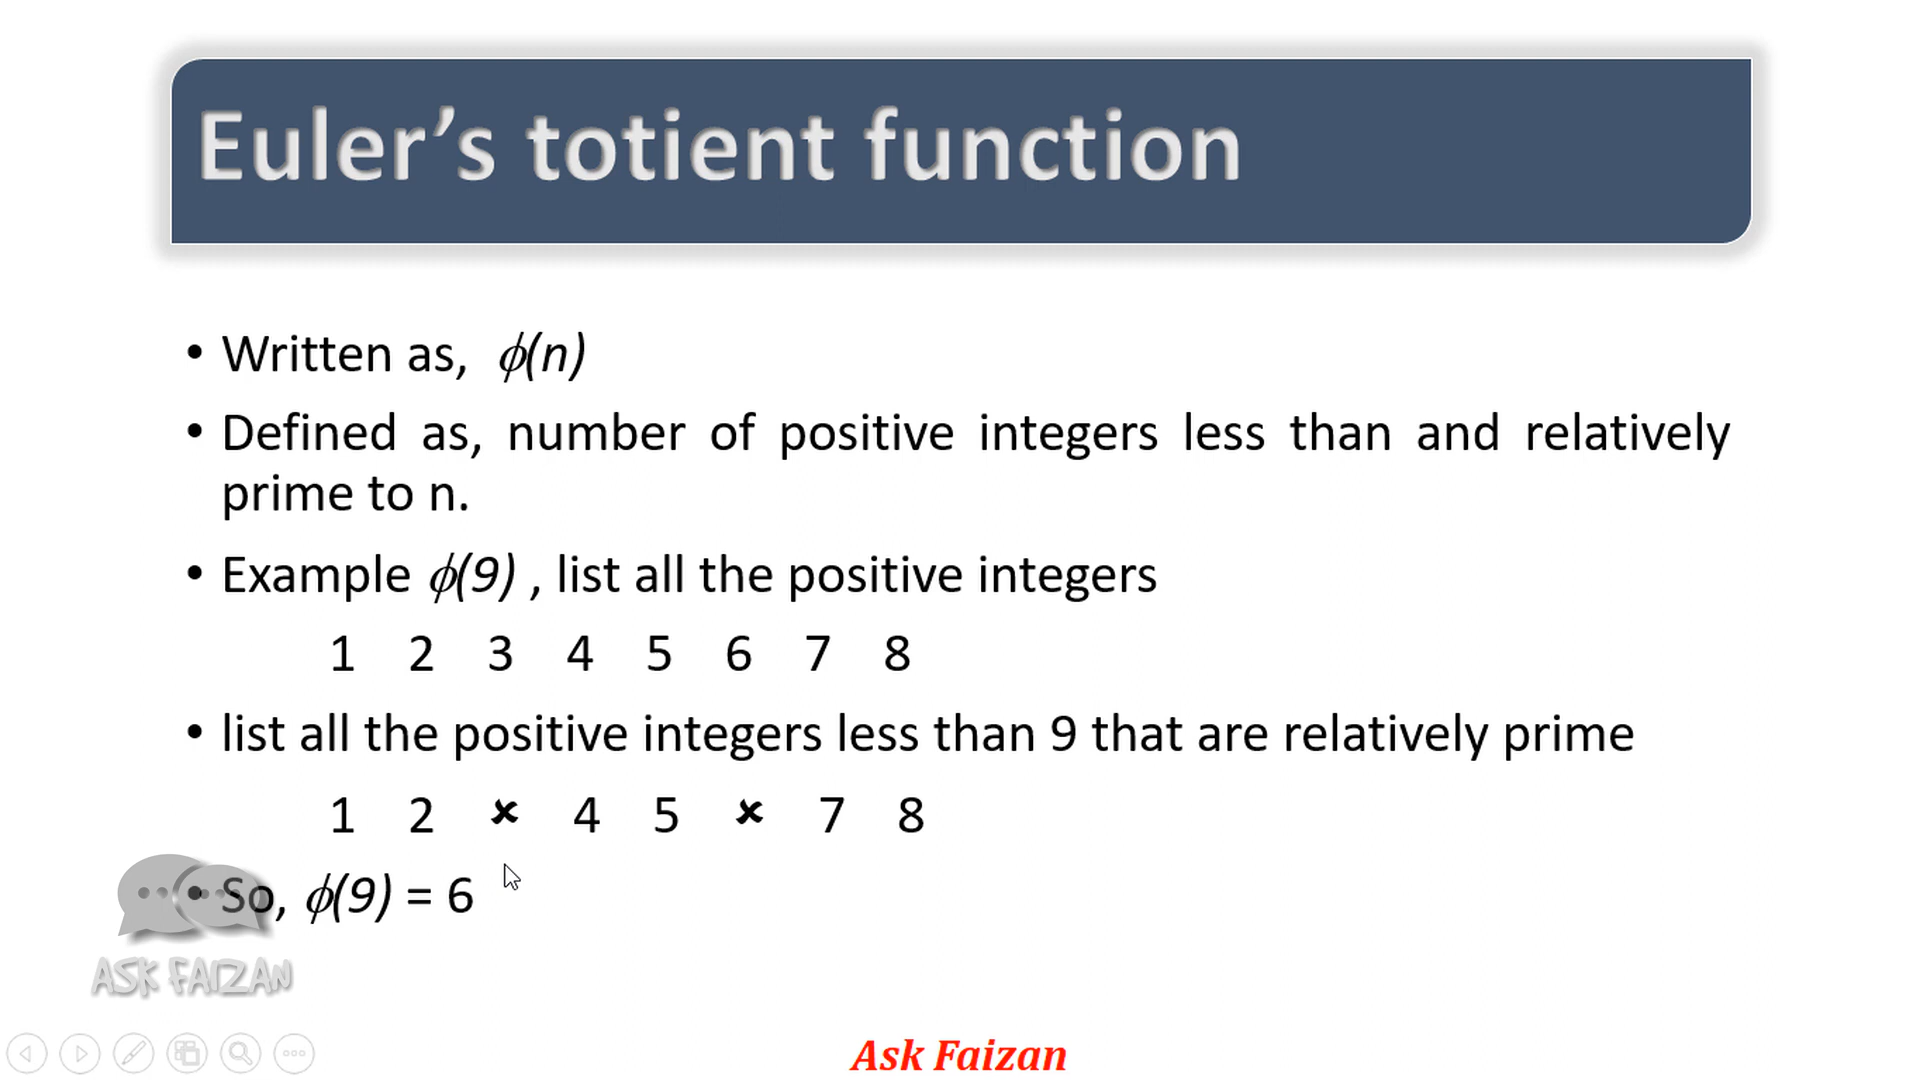 Euler’s totient function
• Written as, ϕ(n)
• Defined as, number of positive integers less than and relatively
prime to n.
• Example ϕ(9) , list all the positive integers
1 2 3 4 5 6 7 8
• list all the positive integers less than 9 that are relatively prime
1 2 × 4 5 × 7 8
• So, ϕ(9) = 6
ASK FAIZAN
Ask Faizan